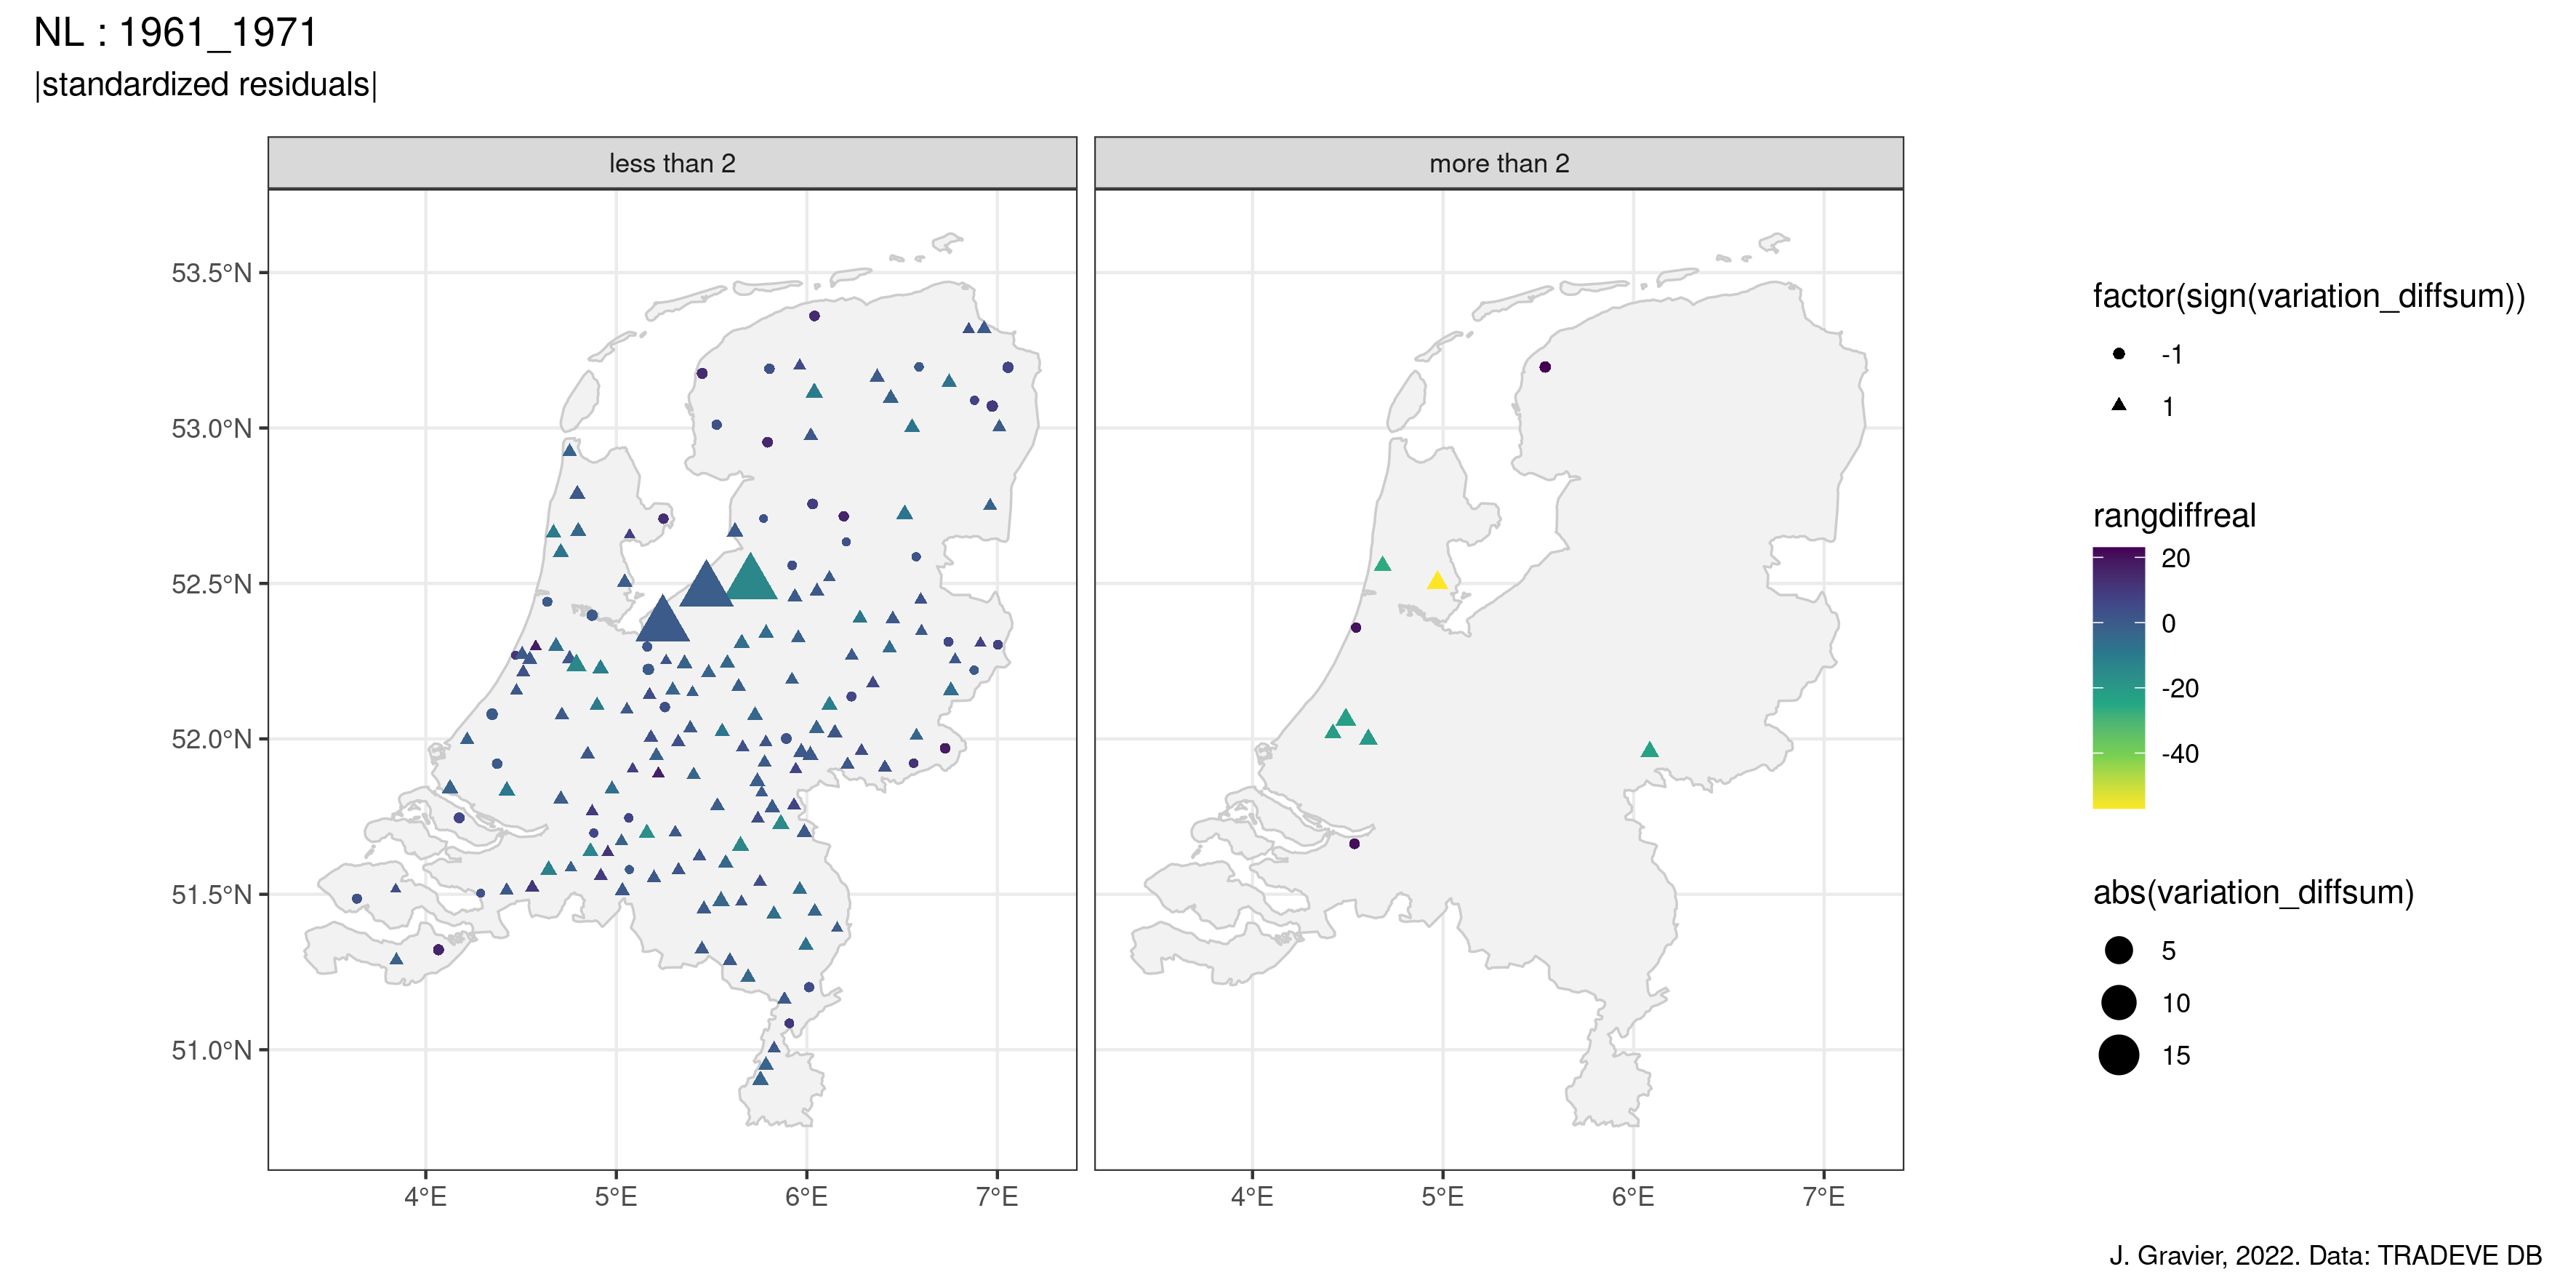 NL : 1961_1971
|standardized residuals|
less than 2
more than 2
53.5°N
53.0°N
52.5°N
52.0°N
51.5°N
51.0°N
4°E
5°E
6°E
7°E
4°E
5°E
6°E
7°E
factor(sign(variation_diffsum))
-1
1
rangdiffreal
20
0
-20
-40
abs(variation_diffsum)
5
10
15
J. Gravier, 2022. Data: TRADEVE DB